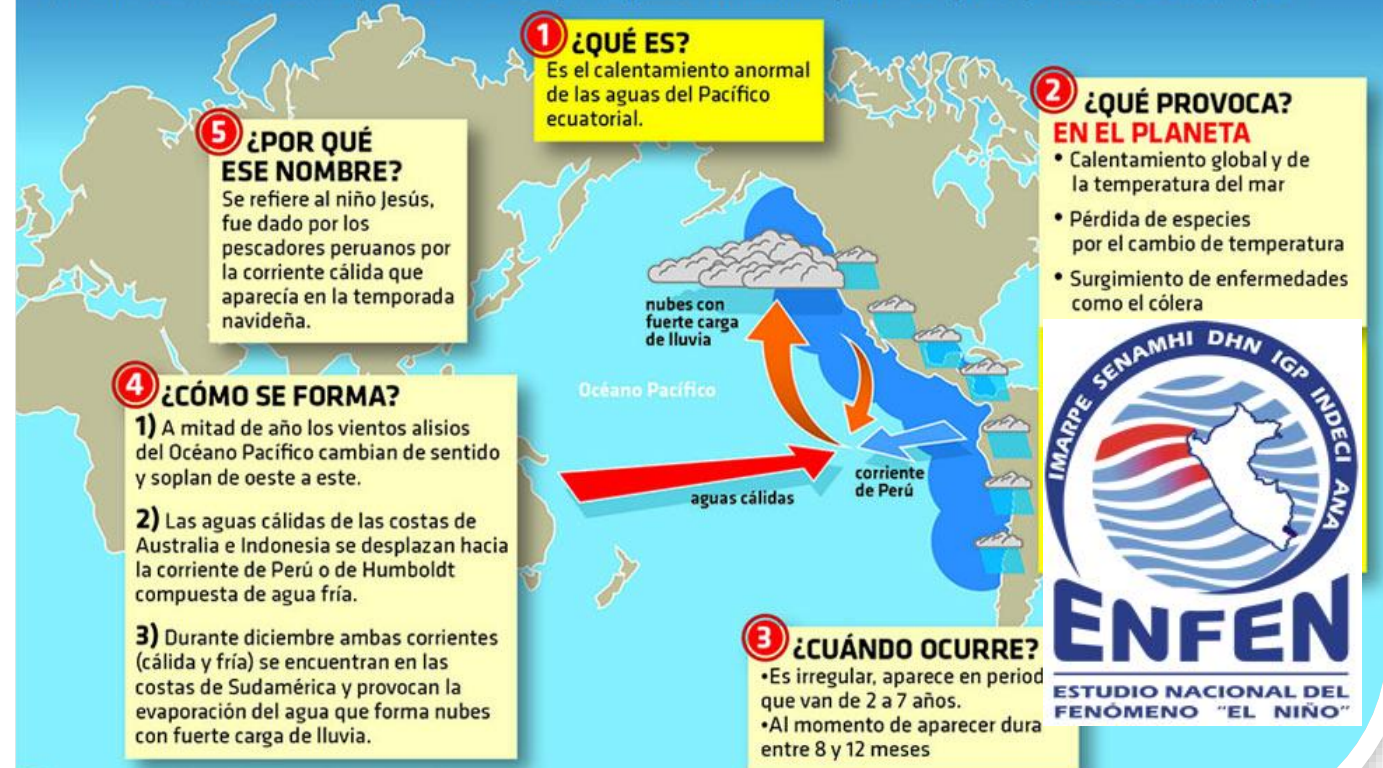 1 ¿QUÉ ES?
Es el calentamiento anormal
de las aguas del Pacífico
ecuatorial.
2 ¿QUÉ PROVOCA?
EN EL PLANETA
• Calentamiento global y de
la temperatura del mar
• Pérdida de especies
por el cambio de temperatura
• Surgimiento de enfermedades
como el cólera
5 ¿POR QUÉ
ESE NOMBRE?
Se refiere al niño Jesús,
fue dado por los
pescadores peruanos por
la corriente cálida que
aparecía en la temporada
navideña.
nubes con
fuerte carga
de lluvia
Océano Pacífico
aguas cálidas
corriente
de Perú
4 ¿CÓMO SE FORMA?
1) A mitad de año los vientos alisios
del Océano Pacífico cambian de sentido
y soplan de oeste a este.
2) Las aguas cálidas de las costas de
Australia e Indonesia se desplazan hacia
la corriente de Perú o de Humboldt
compuesta de agua fría.
3) Durante diciembre ambas corrientes
(cálida y fría) se encuentran en las
costas de Sudamérica y provocan la
evaporación del agua que forma nubes
con fuerte carga de lluvia.
3 ¿CUÁNDO OCURRE?
•Es irregular, aparece en period
que van de 2 a 7 años.
•Al momento de aparecer dura
entre 8 y 12 meses
IMARPE SENAMHI DHN IGP INDECI ANA
ENFEN
ESTUDIO NACIONAL DEL
FENÓMENO "EL NIÑO"